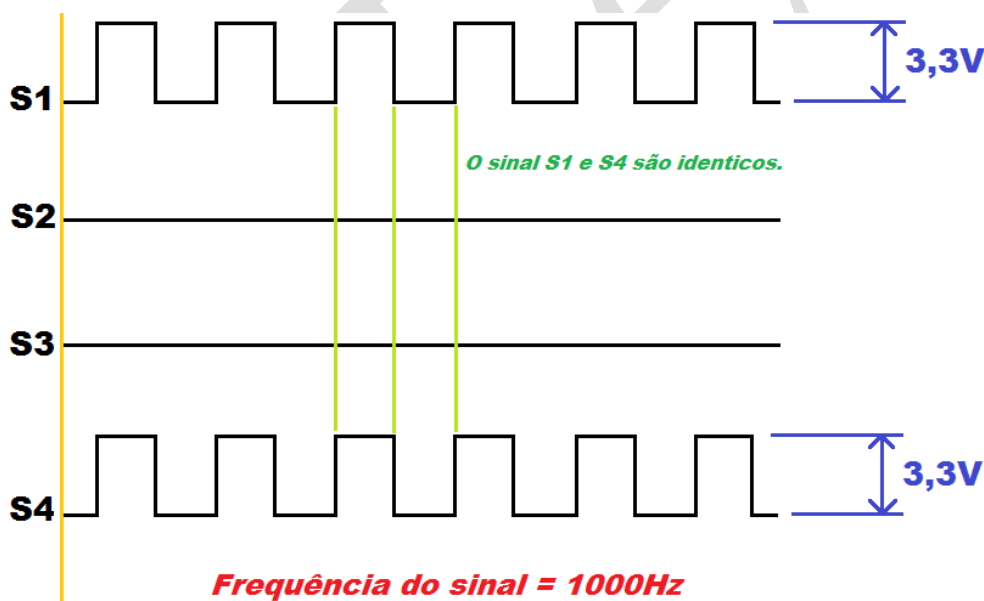 S1
3,3V
O sinal S1 e S4 são identicos.
S2
S3
S4
3,3V
Frequência do sinal = 1000Hz